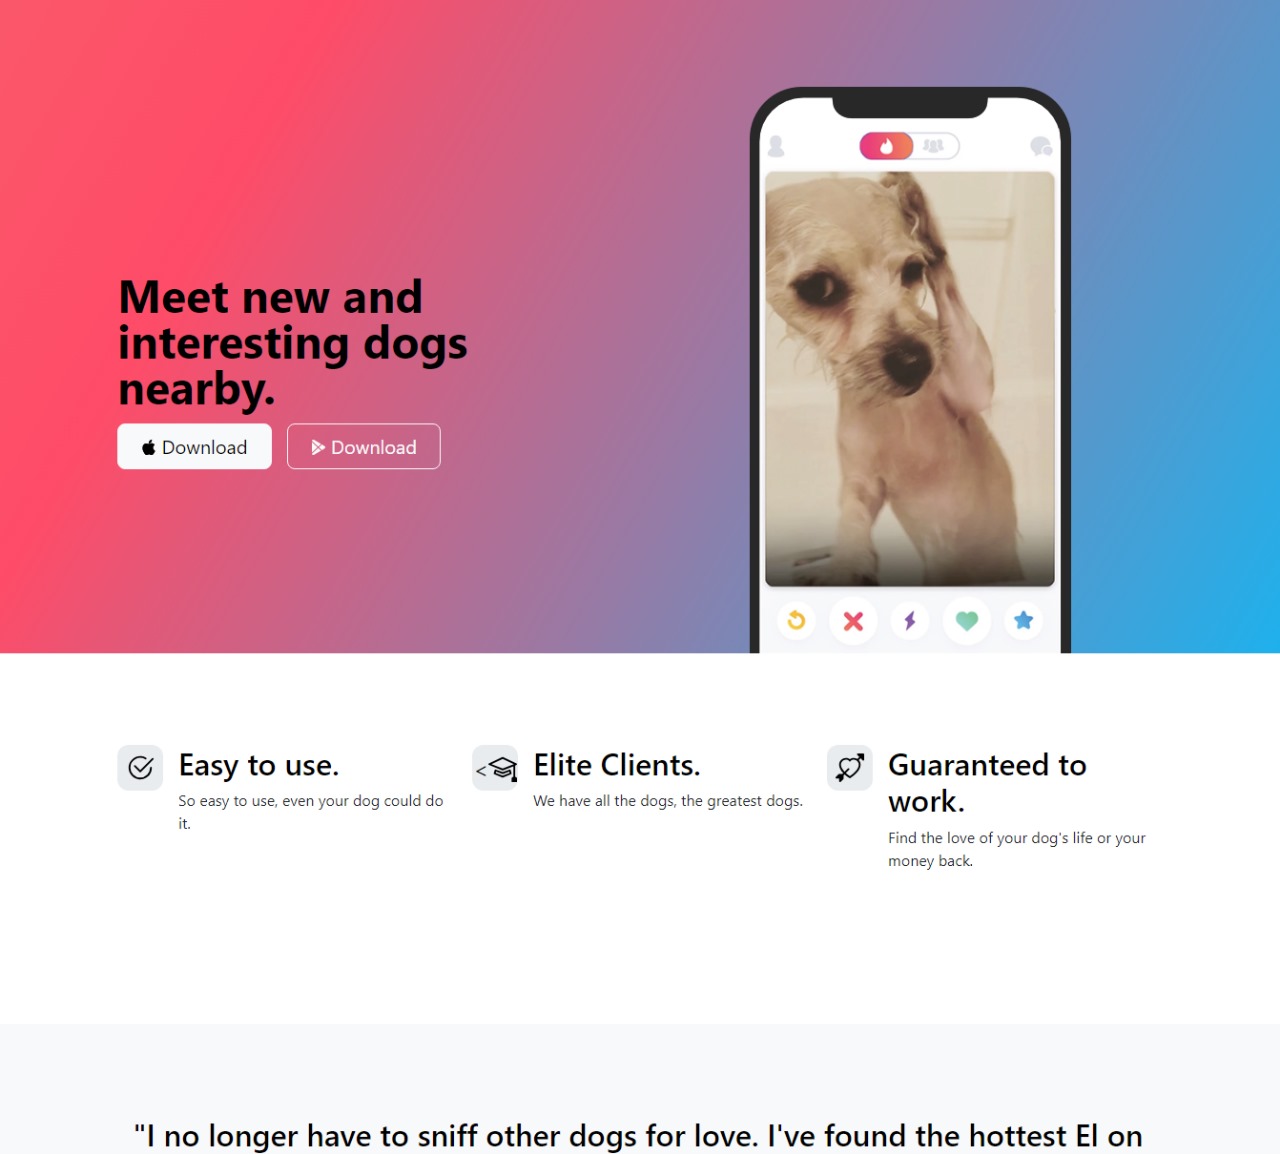 Meet new and
interesting dogs
nearby.
Download
Download
Easy to use.
So easy to use, even your dog could do
it.
<
Elite Clients.
We have all the dogs, the greatest dogs.
Guaranteed to
work.
Find the love of your dog's life or your
money back.
"I no longer have to sniff other dogs for love. I've found the hottest El on